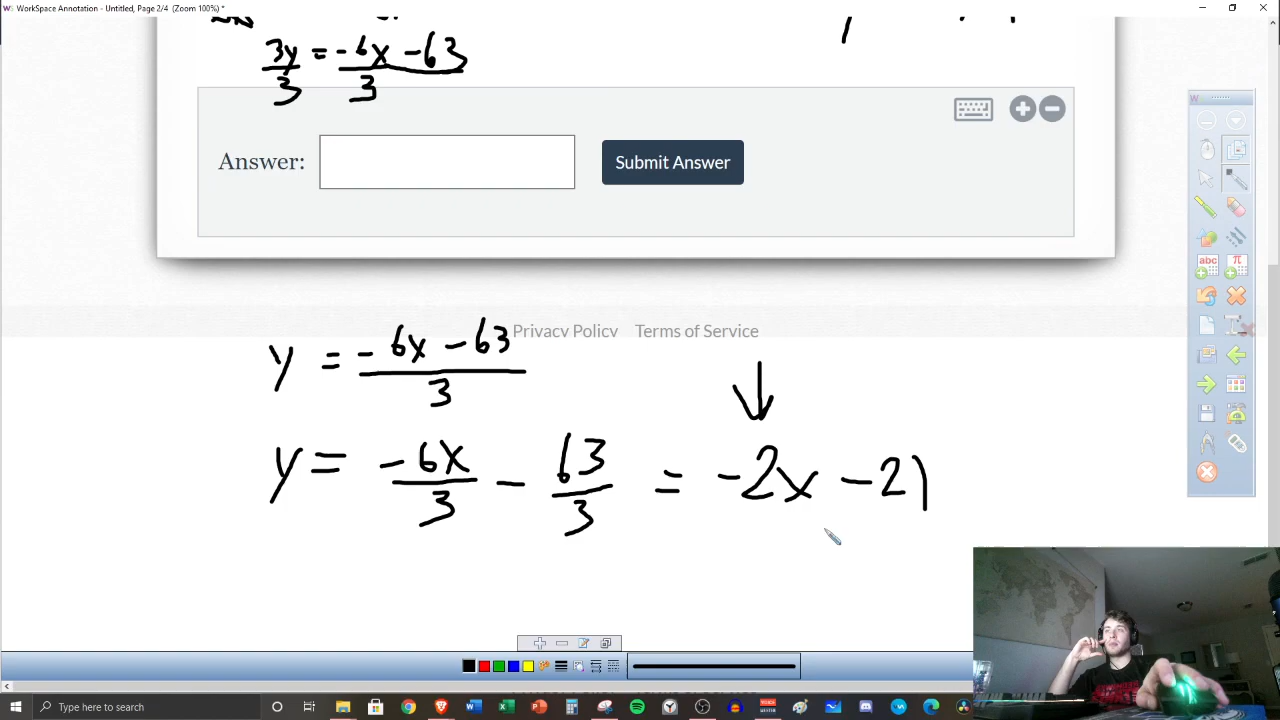 WorkSpace Annotation - Untitled, Page 2/4 (Zoom 100%) *
3y/3 = -6x - 63/3
Answer:
Submit Answer
Privacy Policy Terms of Service
y = -6x - 63/3
y = -6x/3 - 63/3 = -2x - 21
abc
π
Type here to search